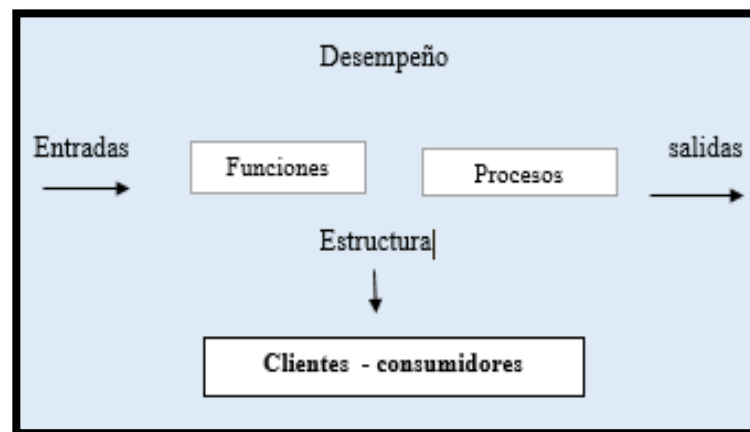 Desempeño
Entradas
salidas
Funciones
Procesos
Estructura
Clientes - consumidores